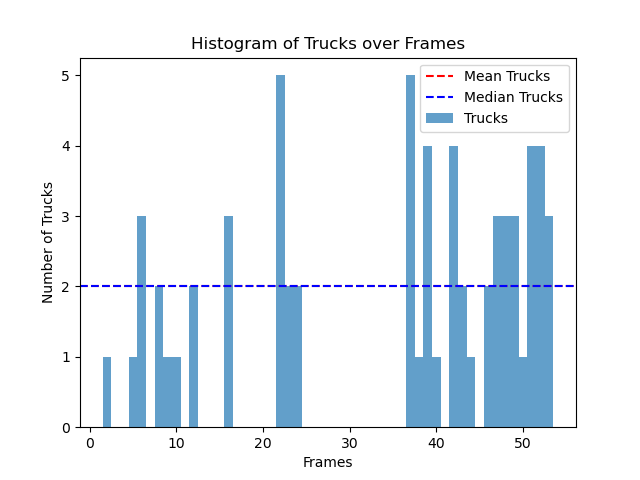 Histogram of Trucks over Frames
Mean Trucks
Median Trucks
Trucks
Number of Trucks
5
4
3
2
1
0
0 10 20 30 40 50
Frames